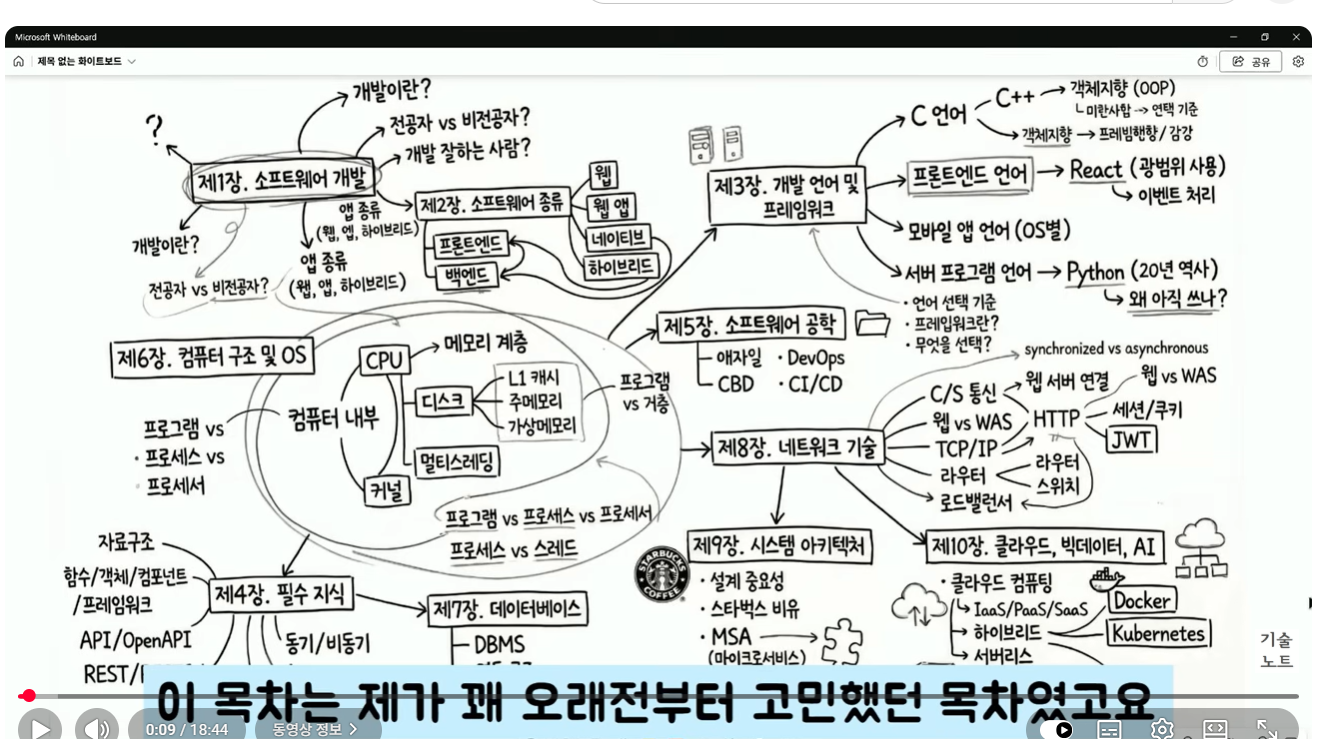 Microsoft Whiteboard
제목 없는 화이트보드
공유
개발이란?
?
전공자 vs 비전공자?
개발 잘하는 사람?
제1장. 소프트웨어 개발
개발이란?
전공자 vs 비전공자?
앱 종류
(웹, 앱, 하이브리드)
앱 종류
(웹, 앱, 하이브리드)
제2장. 소프트웨어 종류
웹
웹 앱
네이티브
하이브리드
프론트엔드
백엔드
제3장. 개발 언어 및
프레임워크
C 언어
C++
객체지향 (OOP)
객체지향
프론트엔드 언어
React (광범위 사용)
이벤트 처리
모바일 앱 언어 (OS별)
서버 프로그램 언어
Python (20년 역사)
왜 아직 쓰나?
· 언어 선택 기준
· 프레임워크란?
· 무엇을 선택?
제5장. 소프트웨어 공학
애자일 · DevOps
CBD · CI/CD
제6장. 컴퓨터 구조 및 OS
CPU
메모리 계층
컴퓨터 내부
디스크
L1 캐시
주메모리
가상메모리
프로그램
vs 거층
멀티스레딩
커널
프로그램 vs
· 프로세스 vs
· 프로세서
프로그램 vs 프로세스 vs 프로세서
프로세스 vs 스레드
synchronized vs asynchronous
제8장. 네트워크 기술
C/S 통신
웹 서버 연결
웹 vs WAS
웹 vs WAS
HTTP
세션/쿠키
JWT
TCP/IP
라우터
라우터
스위치
로드밸런서
자료구조
함수/객체/컴포넌트
/프레임워크
API/OpenAPI
REST/
제4장. 필수 지식
동기/비동기
제7장. 데이터베이스
DBMS
STARBUCKS
COFFEE
제9장. 시스템 아키텍처
· 설계 중요성
· 스타벅스 비유
· MSA
(마이크로서비스)
제10장. 클라우드, 빅데이터, AI
· 클라우드 컴퓨팅
IaaS/PaaS/SaaS
하이브리드
서버리스
Docker
Kubernetes
기술
노트
이 목차는 제가 꽤 오래전부터 고민했던 목차였고요
0:09 / 18:44
동영상 정보